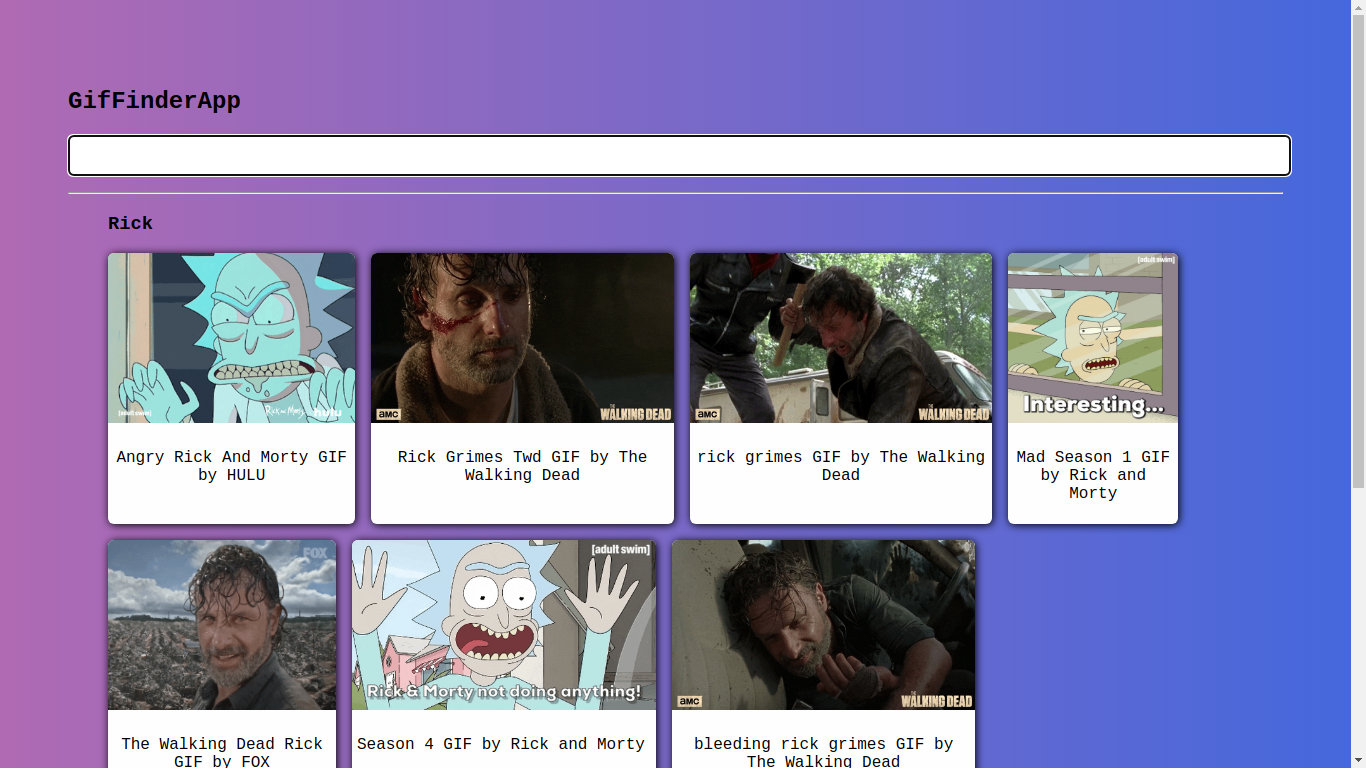 GifFinderApp
Rick
[adult swim]
Rick and Morty
hulu
Angry Rick And Morty GIF
by HULU
amc
THE
WALKING DEAD
Rick Grimes Twd GIF by The
Walking Dead
amc
THE
WALKING DEAD
rick grimes GIF by The Walking
Dead
[adult swim]
Interesting...
Mad Season 1 GIF
by Rick and
Morty
FOX
The Walking Dead Rick
GIF by FOX
[adult swim]
Rick & Morty not doing anything!
Season 4 GIF by Rick and Morty
amc
THE
WALKING DEAD
bleeding rick grimes GIF by
The Walking Dead